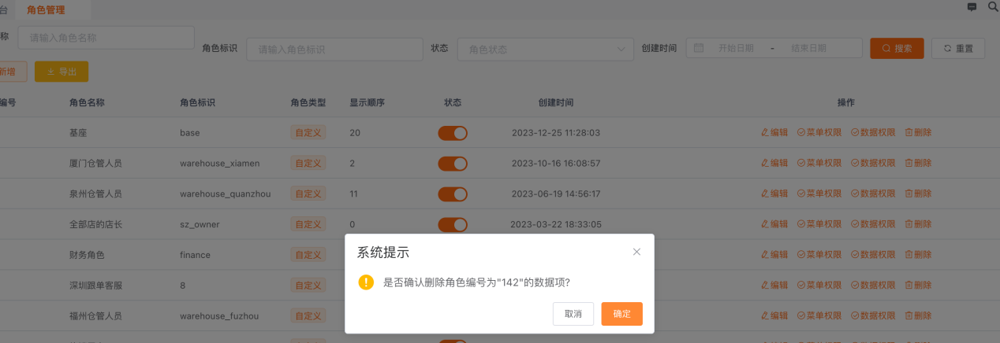 台 角色管理
称 请输入角色名称 角色标识 请输入角色标识 状态 角色状态 创建时间 开始日期 - 结束日期 搜索 重置
新增 导出
编号 角色名称 角色标识 角色类型 显示顺序 状态 创建时间 操作
基座 base 自定义 20 2023-12-25 11:28:03 编辑 菜单权限 数据权限 删除
厦门仓管人员 warehouse_xiamen 自定义 2 2023-10-16 16:08:57 编辑 菜单权限 数据权限 删除
泉州仓管人员 warehouse_quanzhou 自定义 11 2023-06-19 14:56:17 编辑 菜单权限 数据权限 删除
全部店的店长 sz_owner 自定义 0 2023-03-22 18:33:05 编辑 菜单权限 数据权限 删除
财务角色 finance 自定义 编辑 菜单权限 数据权限 删除
深圳跟单客服 8 自定义 编辑 菜单权限 数据权限 删除
福州仓管人员 warehouse_fuzhou 自定义 编辑 菜单权限 数据权限 删除
系统提示
是否确认删除角色编号为"142"的数据项?
取消 确定